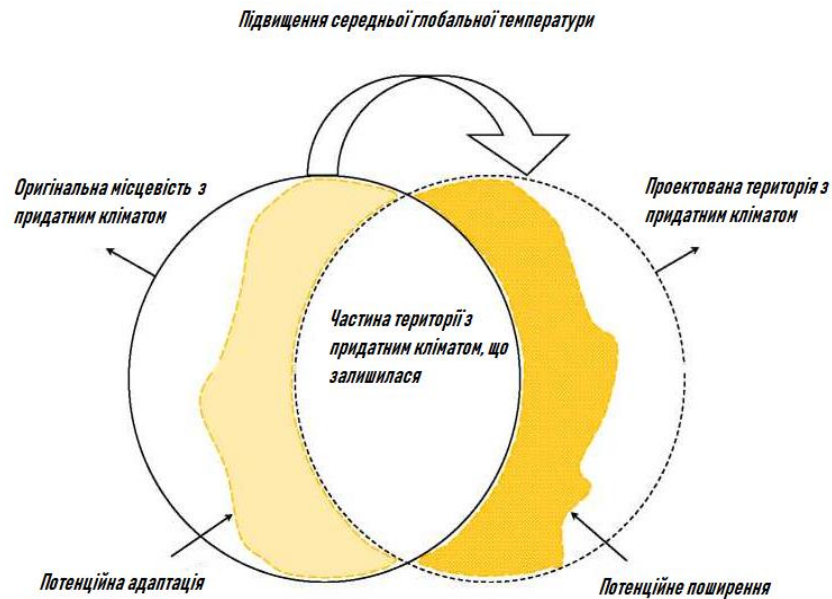 Підвищення середньої глобальної температури
Оригінальна місцевість з
придатним кліматом
Проектована територія з
придатним кліматом
Частина території з
придатним кліматом, що
залишилася
Потенційна адаптація
Потенційне поширення